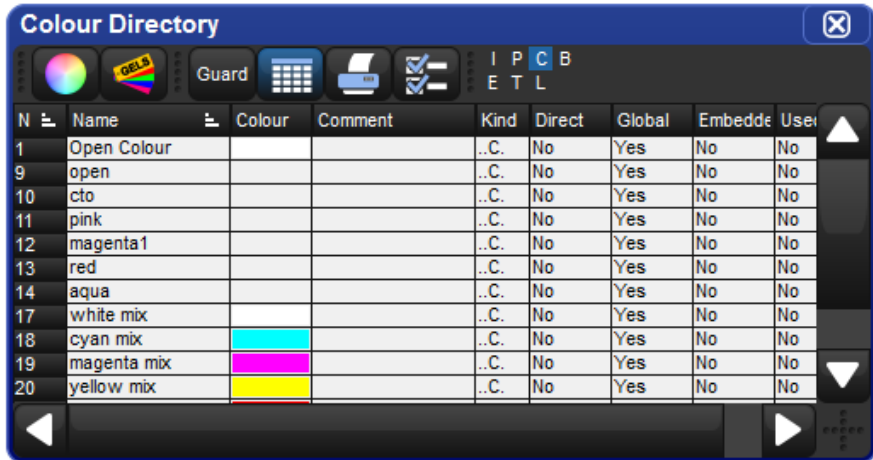 Colour Directory
GELS Guard I P C B
E T L
N Name Colour Comment Kind Direct Global Embedde Used
1 Open Colour ..C. No Yes No No
9 open ..C. No Yes No No
10 cto ..C. No Yes No No
11 pink ..C. No Yes No No
12 magenta1 ..C. No Yes No No
13 red ..C. No Yes No No
14 aqua ..C. No Yes No No
17 white mix ..C. No Yes No No
18 cyan mix ..C. No Yes No No
19 magenta mix ..C. No Yes No No
20 yellow mix ..C. No Yes No No